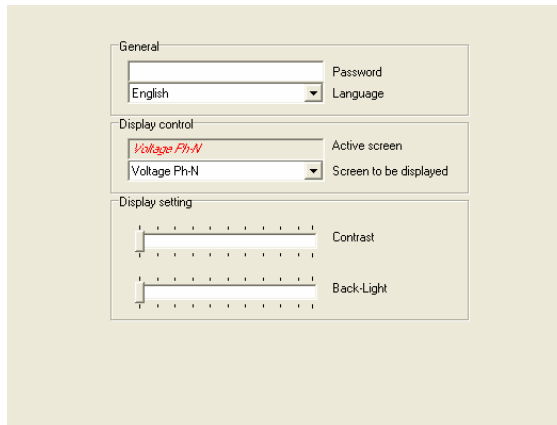 General
Password
English Language
Display control
Voltage Ph-N Active screen
Voltage Ph-N Screen to be displayed
Display setting
Contrast
Back-Light